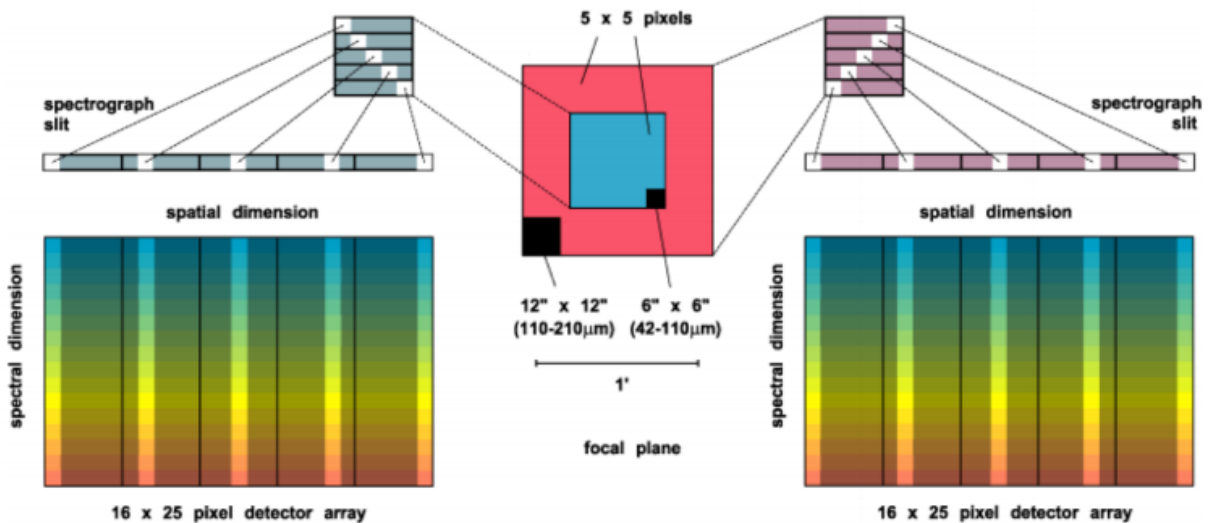 5 x 5 pixels
spectrograph
slit
spectrograph
slit
spatial dimension
spatial dimension
12" x 12"
(110-210µm)
6" x 6"
(42-110µm)
1'
spectral dimension
spectral dimension
focal plane
16 x 25 pixel detector array
16 x 25 pixel detector array